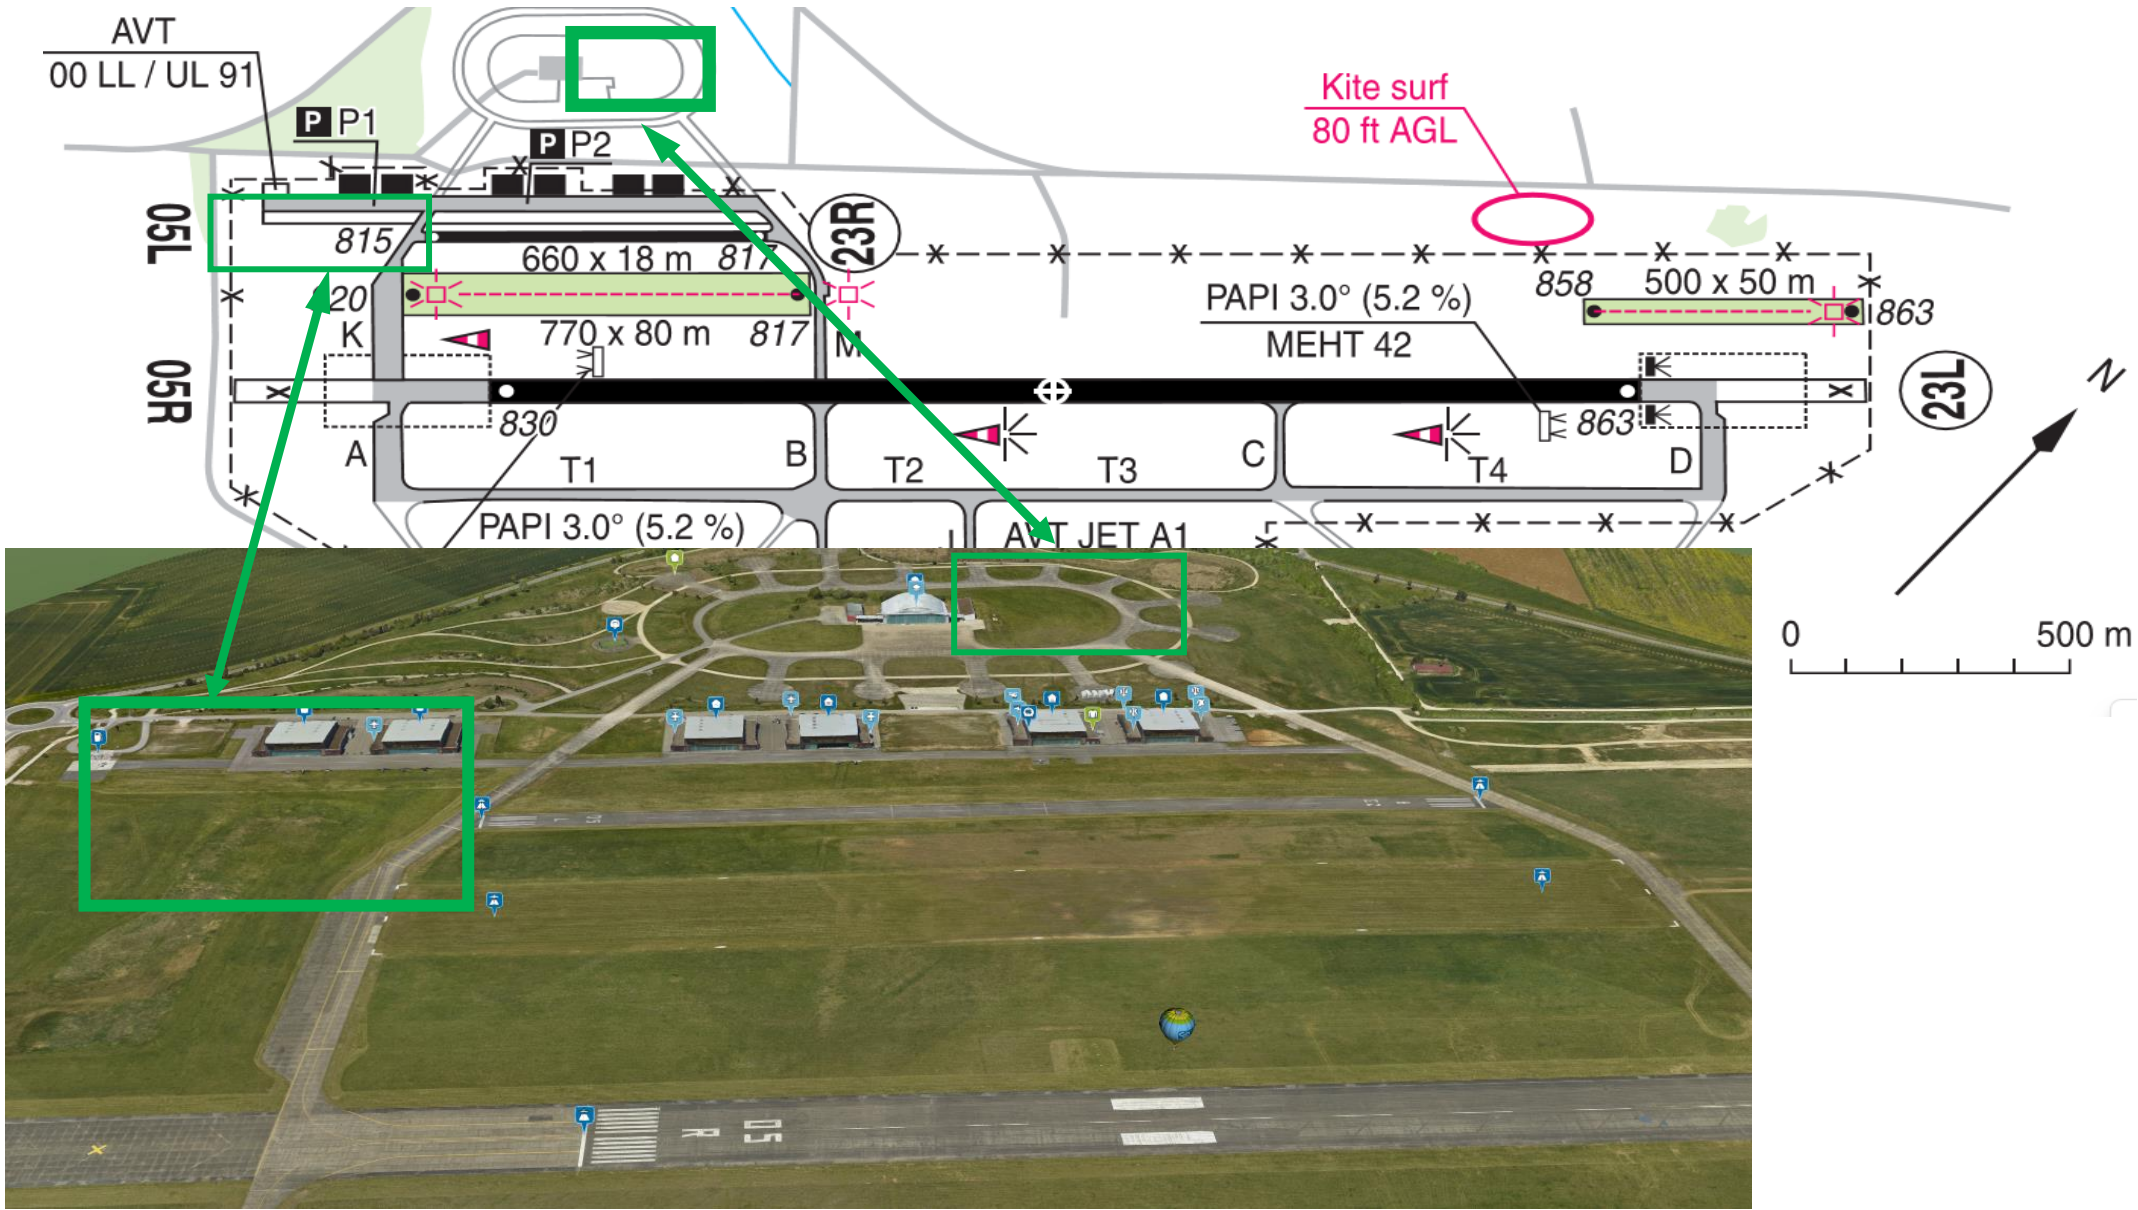 AVT
00 LL / UL 91
P P1
P P2
Kite surf
80 ft AGL
05L
815
23R
660 x 18 m 817
858 500 x 50 m 863
20
K
770 x 80 m 817
M
PAPI 3.0° (5.2 %)
MEHT 42
05R
830
863
23L
N
A
T1
B
T2
T3
C
T4
D
PAPI 3.0° (5.2 %)
AVT JET A1
0 500 m
05
R